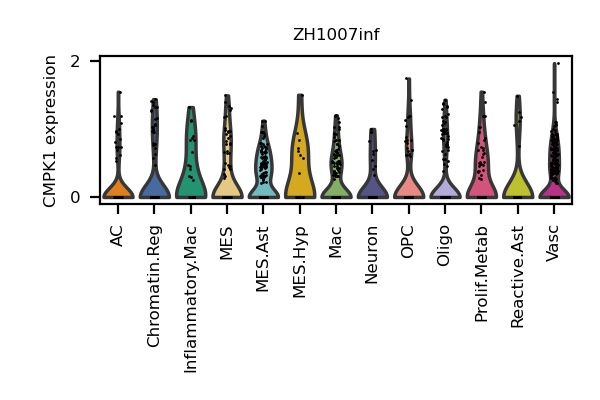 ZH1007inf
CMPK1 expression
2
0
AC
Chromatin.Reg
Inflammatory.Mac
MES
MES.Ast
MES.Hyp
Mac
Neuron
OPC
Oligo
Prolif.Metab
Reactive.Ast
Vasc